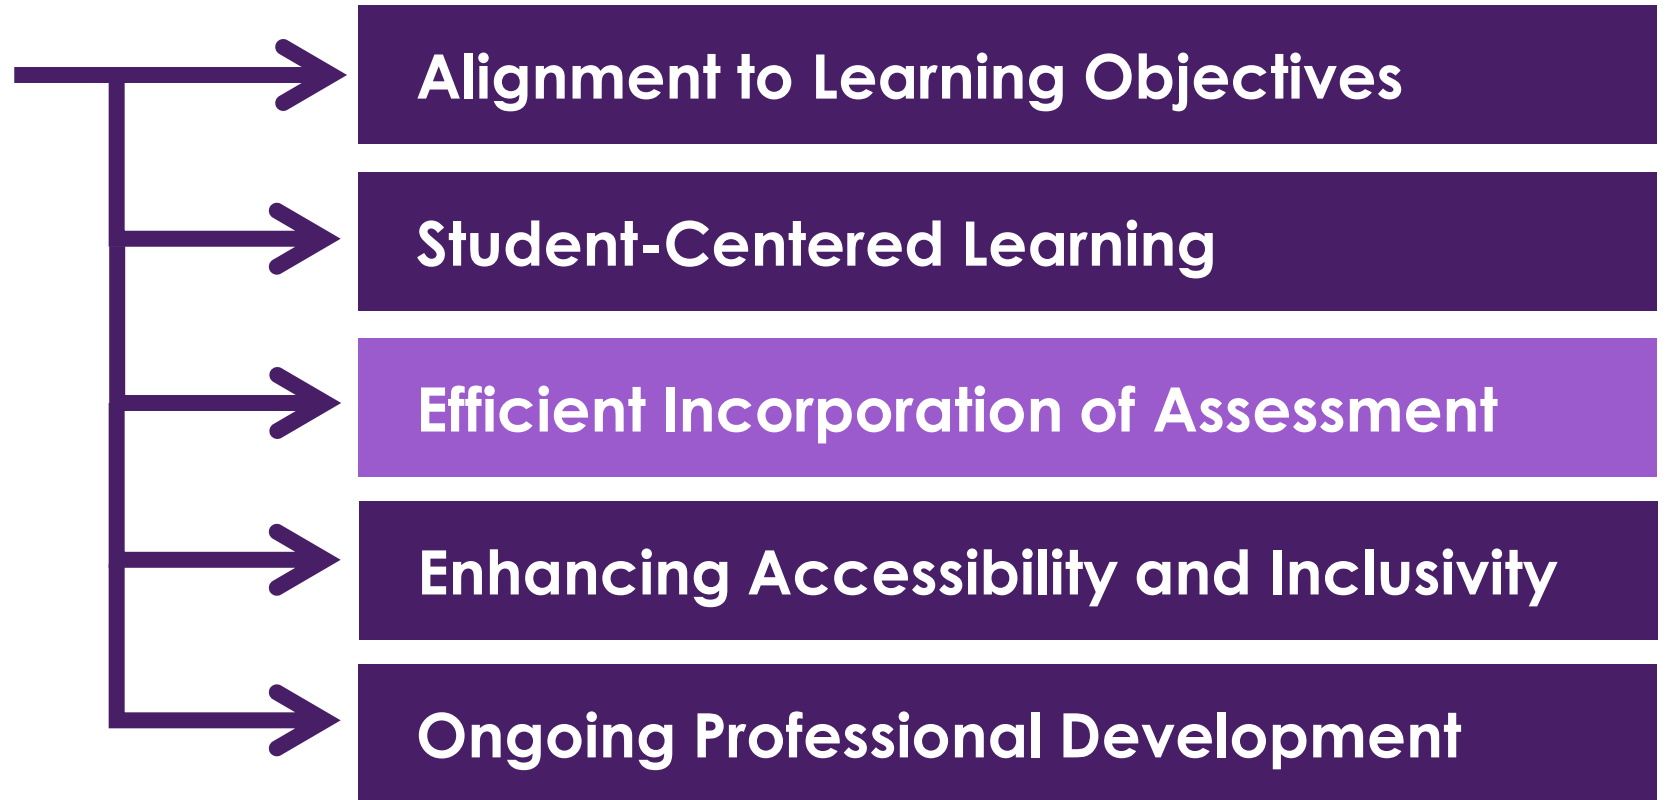 Alignment to Learning Objectives
Student-Centered Learning
Efficient Incorporation of Assessment
Enhancing Accessibility and Inclusivity
Ongoing Professional Development